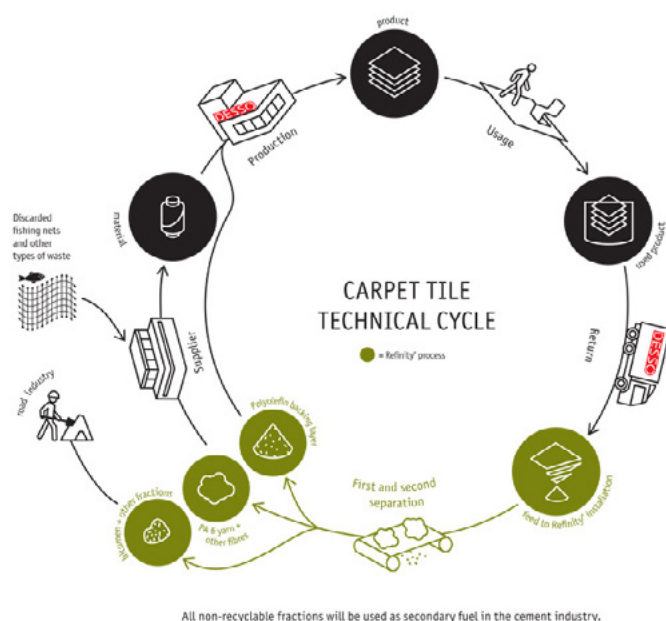 product
DESSO
Production
Usage
material
used product
Discarded
fishing nets
and other
types of waste
CARPET TILE
TECHNICAL CYCLE
= Refinity® process
Supplier
Return
DESSO
road industry
Polyolefin backing layer
First and second
separation
bitumen + other fractions
PA 6 yarn +
other fibres
feed to Refinity® installation
All non-recyclable fractions will be used as secondary fuel in the cement industry.